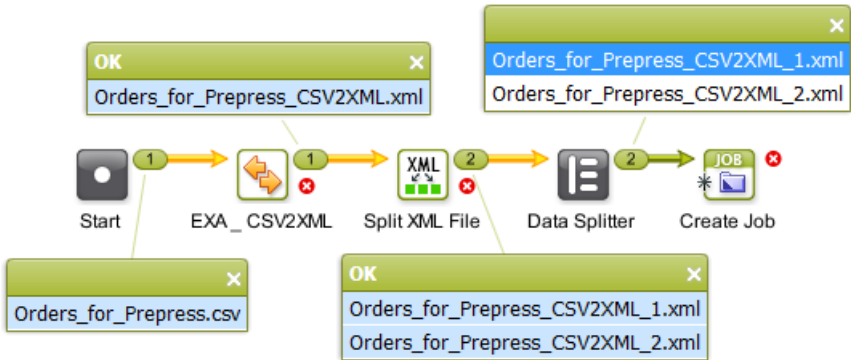 OK
Orders_for_Prepress_CSV2XML.xml
Orders_for_Prepress_CSV2XML_1.xml
Orders_for_Prepress_CSV2XML_2.xml
1
1
XML
2
2
JOB
Start
EXA_ CSV2XML
Split XML File
Data Splitter
Create Job
Orders_for_Prepress.csv
OK
Orders_for_Prepress_CSV2XML_1.xml
Orders_for_Prepress_CSV2XML_2.xml